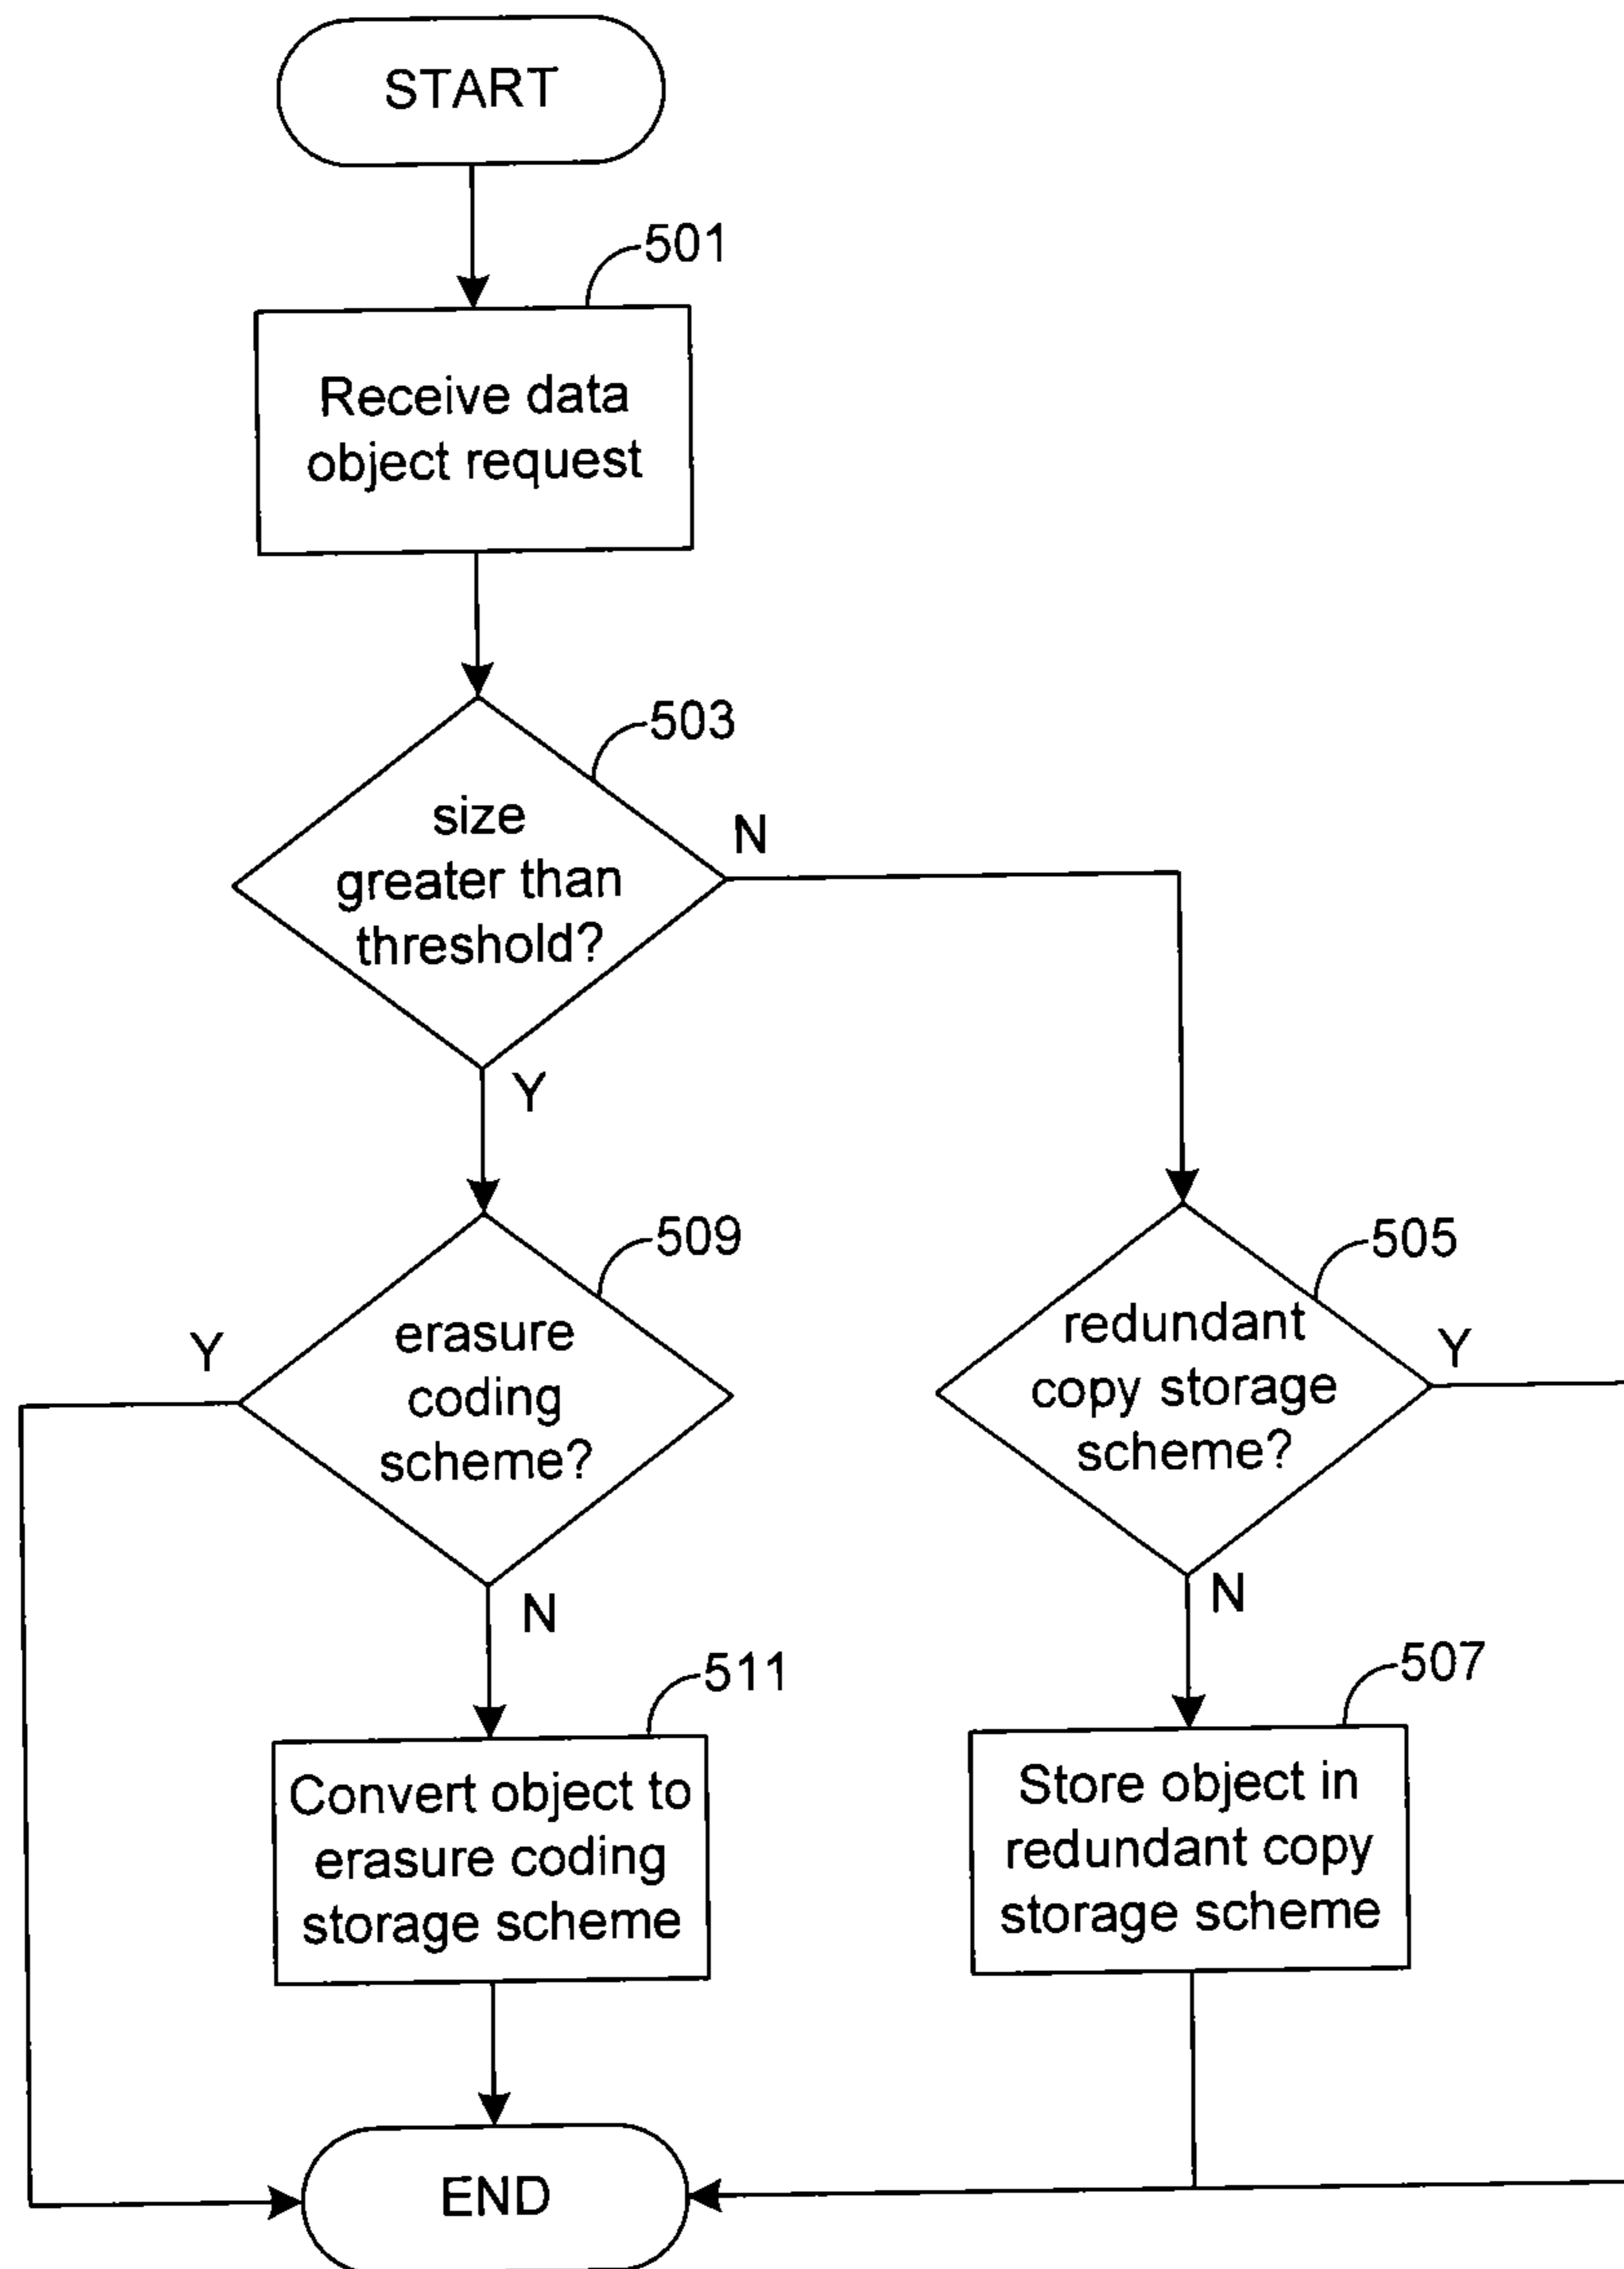 START
501
Receive data
object request
503
size
greater than
threshold?
N
Y
509
erasure
coding
scheme?
Y
N
505
redundant
copy storage
scheme?
Y
N
511
Convert object to
erasure coding
storage scheme
507
Store object in
redundant copy
storage scheme
END